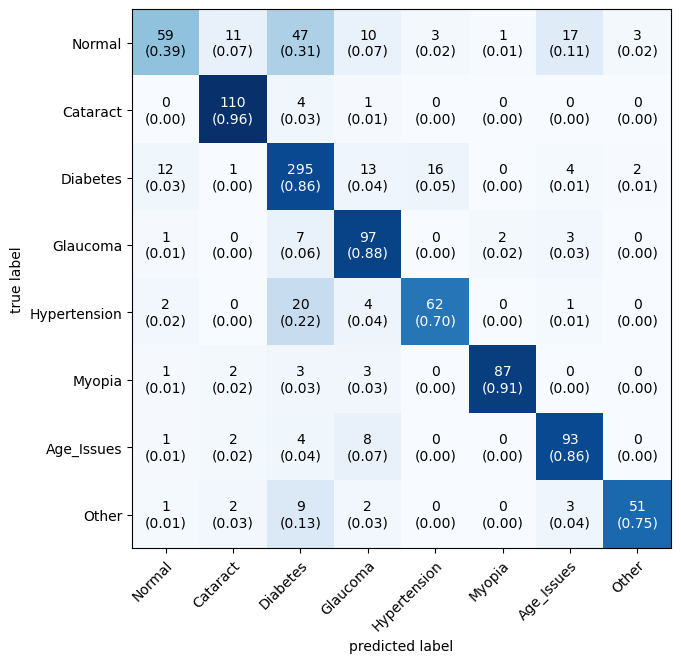 Normal 59 11 47 10 3 1 17 3
(0.39) (0.07) (0.31) (0.07) (0.02) (0.01) (0.11) (0.02)
Cataract 0 110 4 1 0 0 0 0
(0.00) (0.96) (0.03) (0.01) (0.00) (0.00) (0.00) (0.00)
Diabetes 12 1 295 13 16 0 4 2
(0.03) (0.00) (0.86) (0.04) (0.05) (0.00) (0.01) (0.01)
Glaucoma 1 0 7 97 0 2 3 0
(0.01) (0.00) (0.06) (0.88) (0.00) (0.02) (0.03) (0.00)
Hypertension 2 0 20 4 62 0 1 0
(0.02) (0.00) (0.22) (0.04) (0.70) (0.00) (0.01) (0.00)
Myopia 1 2 3 3 0 87 0 0
(0.01) (0.02) (0.03) (0.03) (0.00) (0.91) (0.00) (0.00)
Age_Issues 1 2 4 8 0 0 93 0
(0.01) (0.02) (0.04) (0.07) (0.00) (0.00) (0.86) (0.00)
Other 1 2 9 2 0 0 3 51
(0.01) (0.03) (0.13) (0.03) (0.00) (0.00) (0.04) (0.75)
true label
Normal Cataract Diabetes Glaucoma Hypertension Myopia Age_Issues Other
predicted label